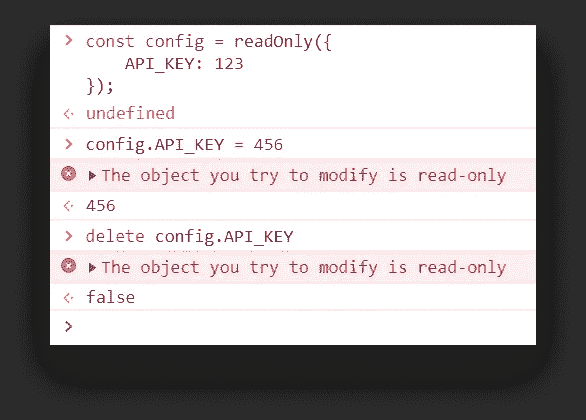 > const config = readOnly({
API_KEY: 123
});
<· undefined
> config.API_KEY = 456
▶The object you try to modify is read-only
<· 456
> delete config.API_KEY
▶The object you try to modify is read-only
<· false
>